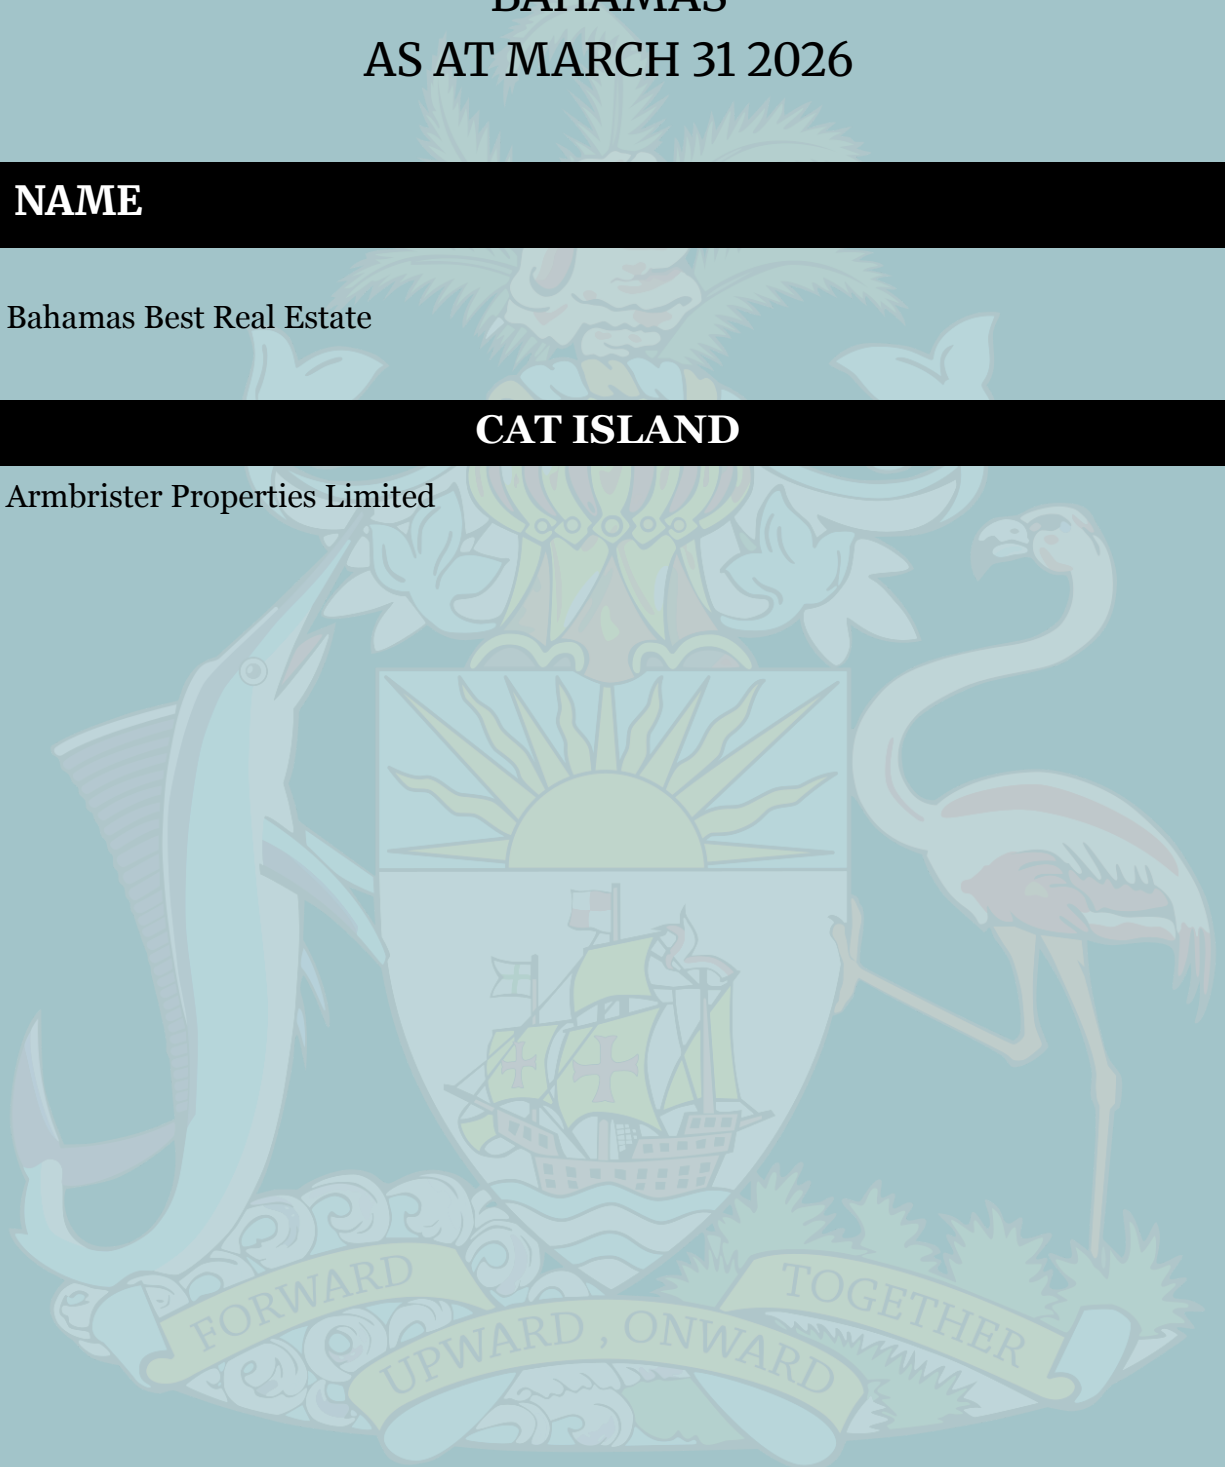 BAHAMAS
AS AT MARCH 31 2026
NAME
Bahamas Best Real Estate
CAT ISLAND
Armbrister Properties Limited
FORWARD
UPWARD , ONWARD
TOGETHER